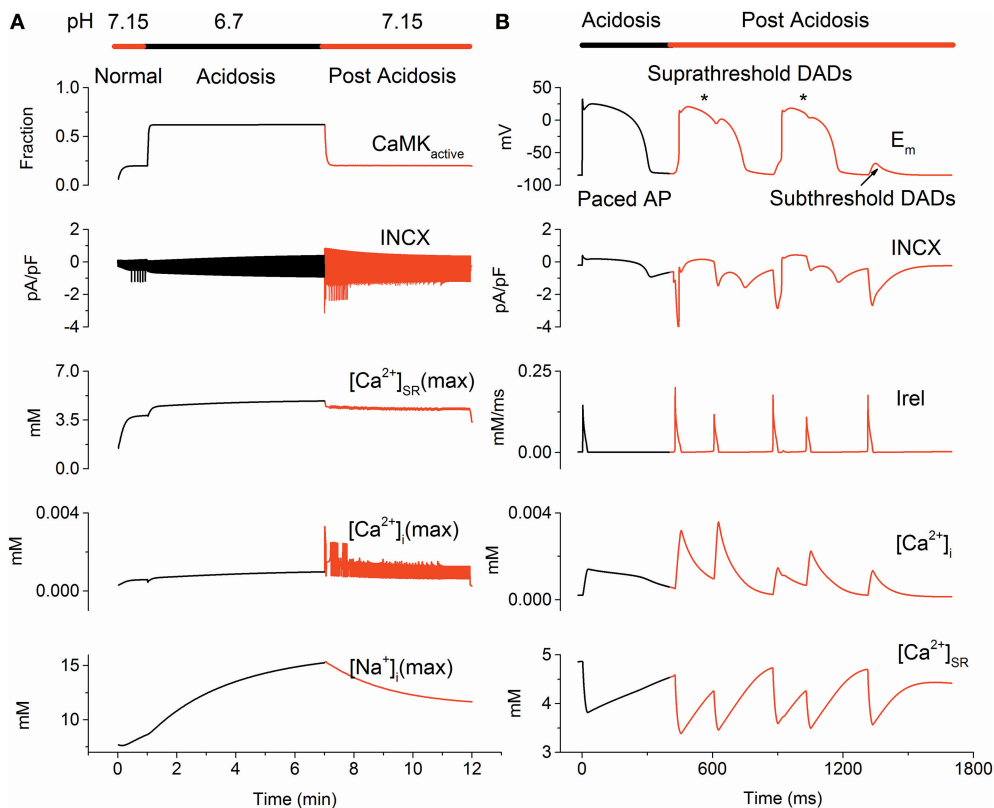 A
pH 7.15 6.7 7.15
Normal Acidosis Post Acidosis
1.0
0.5
0.0
Fraction
CaMKactive
2
0
-2
-4
pA/pF
INCX
7.0
3.5
0.0
mM
[Ca2+]SR(max)
0.004
0.000
mM
[Ca2+]i(max)
15
10
mM
[Na+]i(max)
0 2 4 6 8 10 12
Time (min)
B
Acidosis Post Acidosis
Suprathreshold DADs
* *
50
0
-50
-100
mV
Em
Paced AP
Subthreshold DADs
2
0
-2
-4
pA/pF
INCX
0.25
0.00
mM/ms
Irel
0.004
0.000
mM
[Ca2+]i
5
4
3
mM
[Ca2+]SR
0 600 1200 1800
Time (ms)